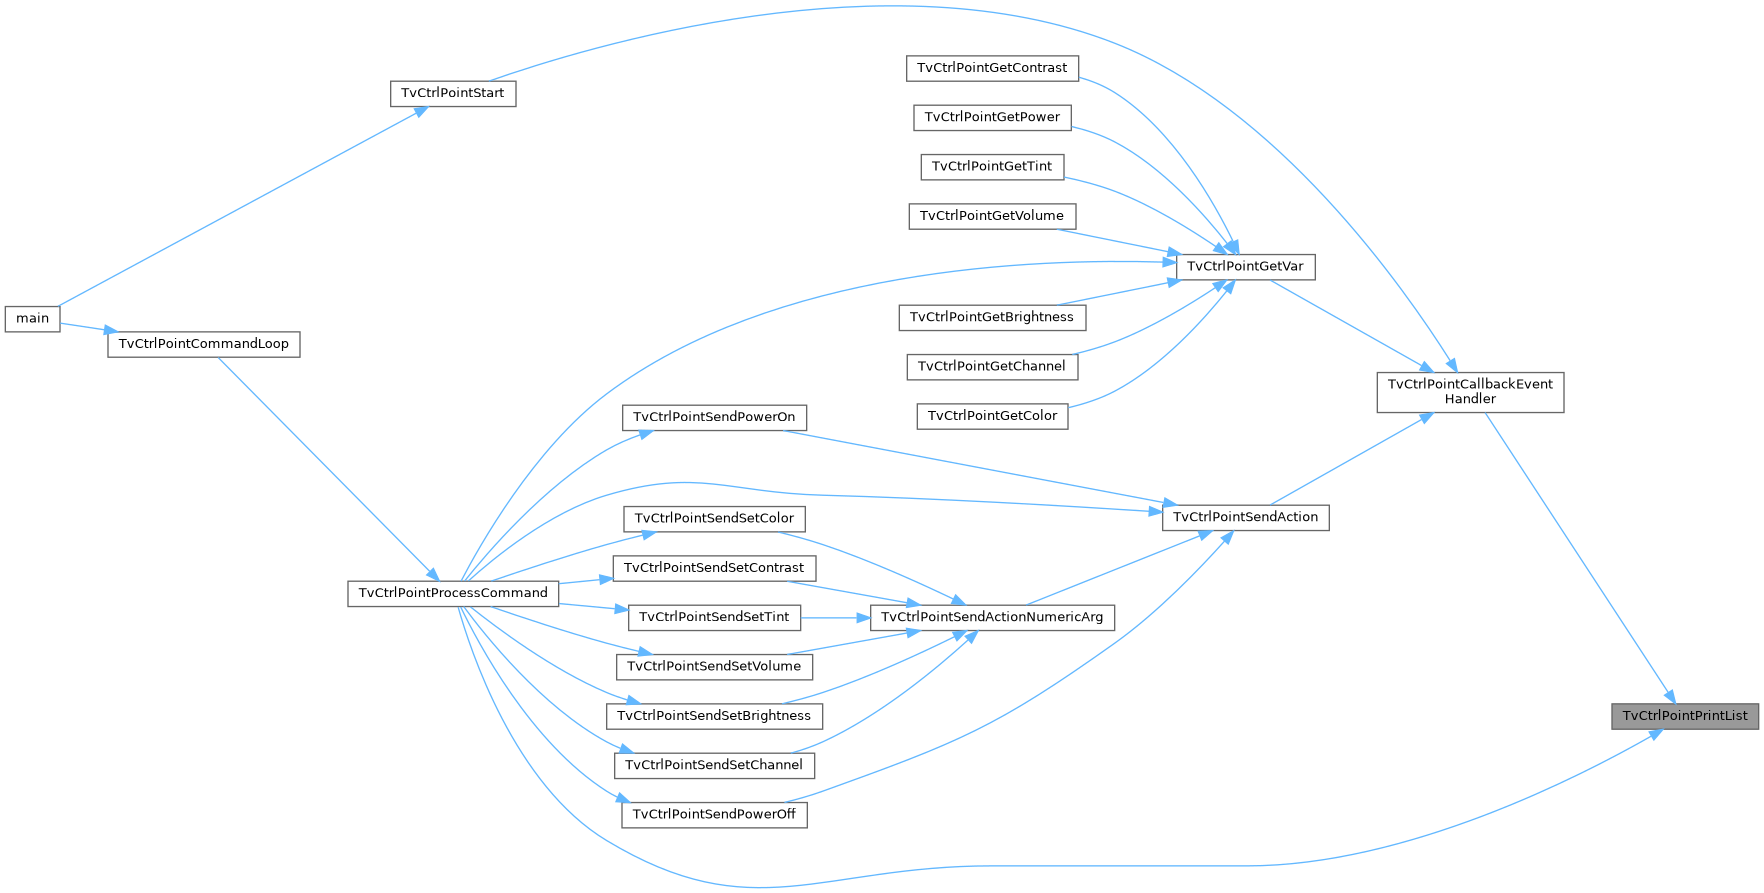 TvCtrlPointStart
TvCtrlPointGetContrast
TvCtrlPointGetPower
TvCtrlPointGetTint
TvCtrlPointGetVolume
TvCtrlPointGetVar
main
TvCtrlPointCommandLoop
TvCtrlPointGetBrightness
TvCtrlPointGetChannel
TvCtrlPointGetColor
TvCtrlPointCallbackEvent
Handler
TvCtrlPointSendPowerOn
TvCtrlPointSendSetColor
TvCtrlPointSendAction
TvCtrlPointSendSetContrast
TvCtrlPointProcessCommand
TvCtrlPointSendSetTint
TvCtrlPointSendActionNumericArg
TvCtrlPointSendSetVolume
TvCtrlPointSendSetBrightness
TvCtrlPointPrintList
TvCtrlPointSendSetChannel
TvCtrlPointSendPowerOff